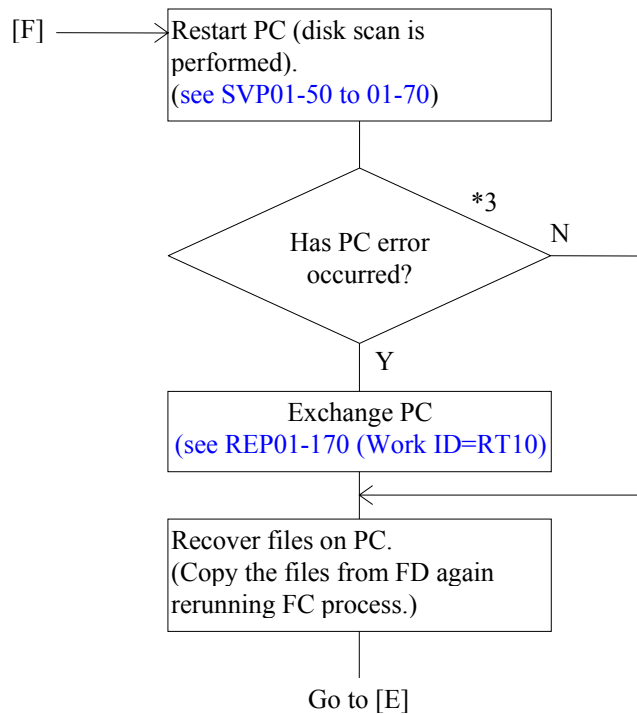 [F]
Restart PC (disk scan is
performed).
(see SVP01-50 to 01-70)
*3
Has PC error
occurred?
N
Y
Exchange PC
(see REP01-170 (Work ID=RT10)
Recover files on PC.
(Copy the files from FD again
rerunning FC process.)
Go to [E]